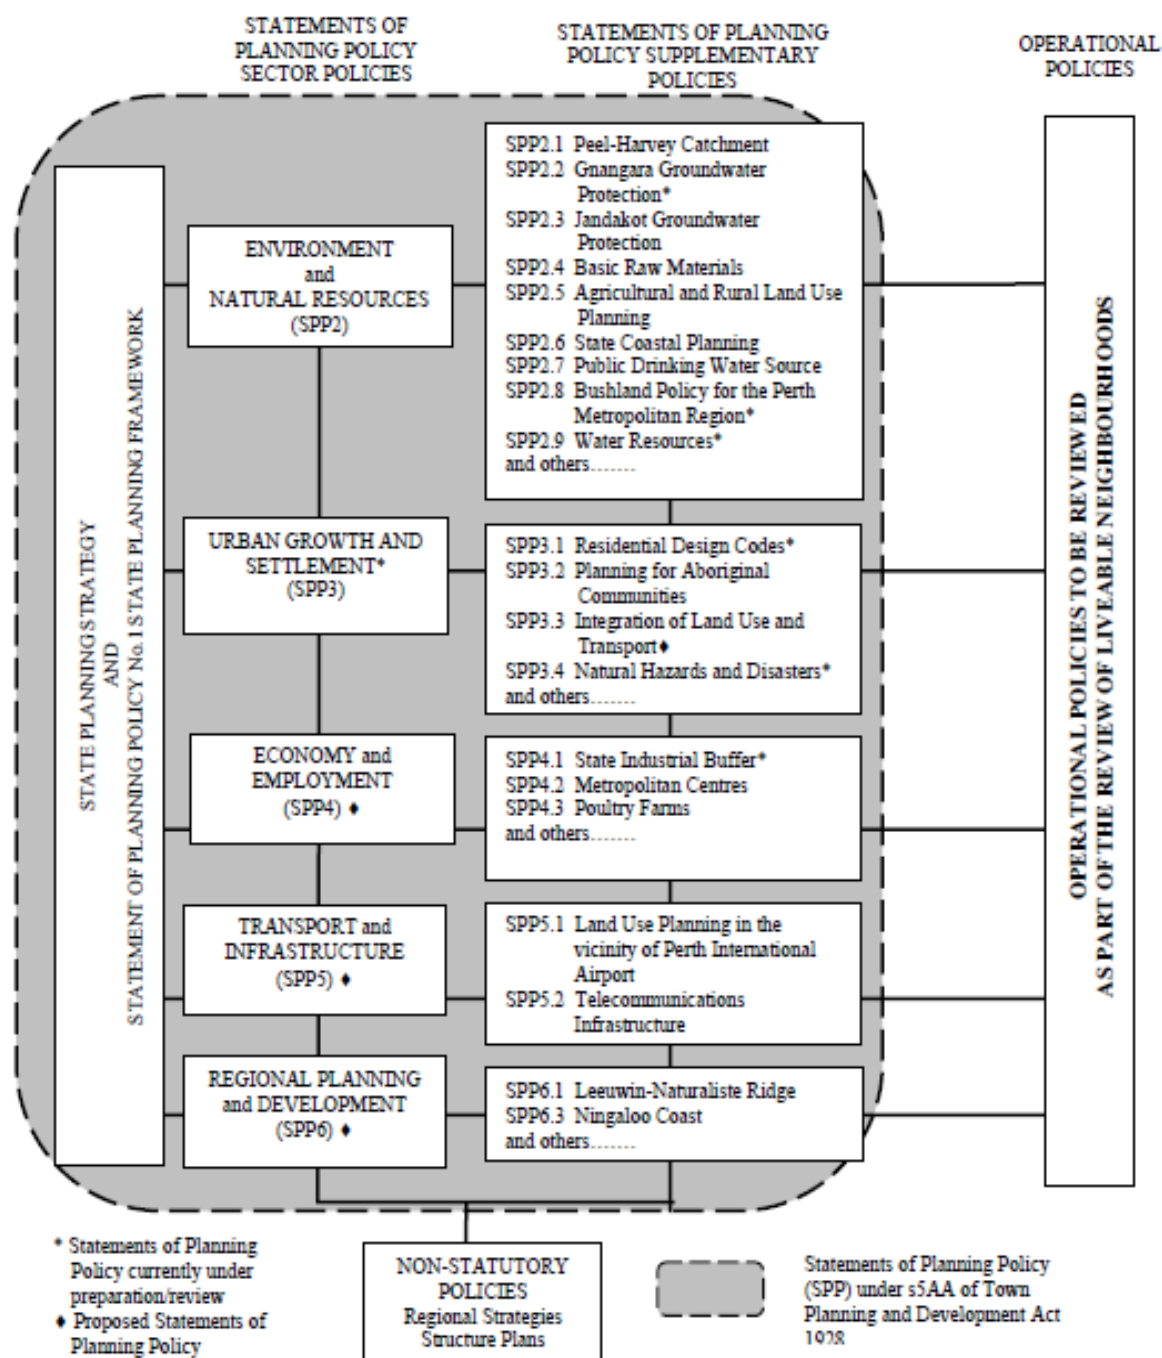 STATEMENTS OF
PLANNING POLICY
SECTOR POLICIES
STATEMENTS OF PLANNING
POLICY SUPPLEMENTARY
POLICIES
OPERATIONAL
POLICIES
STATE PLANNING STRATEGY
AND
STATEMENT OF PLANNING POLICY No.1 STATE PLANNING FRAMEWORK
ENVIRONMENT
and
NATURAL RESOURCES
(SPP2)
SPP2.1 Peel-Harvey Catchment
SPP2.2 Gnangara Groundwater
Protection*
SPP2.3 Jandakot Groundwater
Protection
SPP2.4 Basic Raw Materials
SPP2.5 Agricultural and Rural Land Use
Planning
SPP2.6 State Coastal Planning
SPP2.7 Public Drinking Water Source
SPP2.8 Bushland Policy for the Perth
Metropolitan Region*
SPP2.9 Water Resources*
and others.......
URBAN GROWTH AND
SETTLEMENT*
(SPP3)
SPP3.1 Residential Design Codes*
SPP3.2 Planning for Aboriginal
Communities
SPP3.3 Integration of Land Use and
Transport♦
SPP3.4 Natural Hazards and Disasters*
and others.......
ECONOMY and
EMPLOYMENT
(SPP4) ♦
SPP4.1 State Industrial Buffer*
SPP4.2 Metropolitan Centres
SPP4.3 Poultry Farms
and others.......
TRANSPORT and
INFRASTRUCTURE
(SPP5) ♦
SPP5.1 Land Use Planning in the
vicinity of Perth International
Airport
SPP5.2 Telecommunications
Infrastructure
REGIONAL PLANNING
and DEVELOPMENT
(SPP6) ♦
SPP6.1 Leeuwin-Naturaliste Ridge
SPP6.3 Ningaloo Coast
and others.......
OPERATIONAL POLICIES TO BE REVIEWED
AS PART OF THE REVIEW OF LIVEABLE NEIGHBOURHOODS
* Statements of Planning
Policy currently under
preparation/review
♦ Proposed Statements of
Planning Policy
NON-STATUTORY
POLICIES
Regional Strategies
Structure Plans
Statements of Planning Policy
(SPP) under s5AA of Town
Planning and Development Act
1928